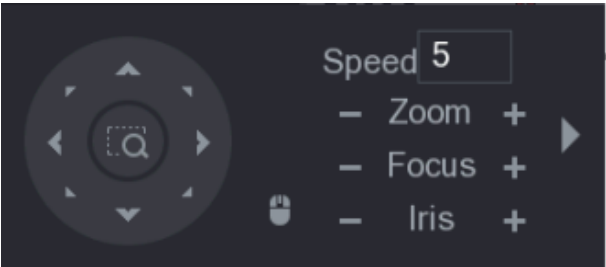 Speed 5
− Zoom +
− Focus +
− Iris +